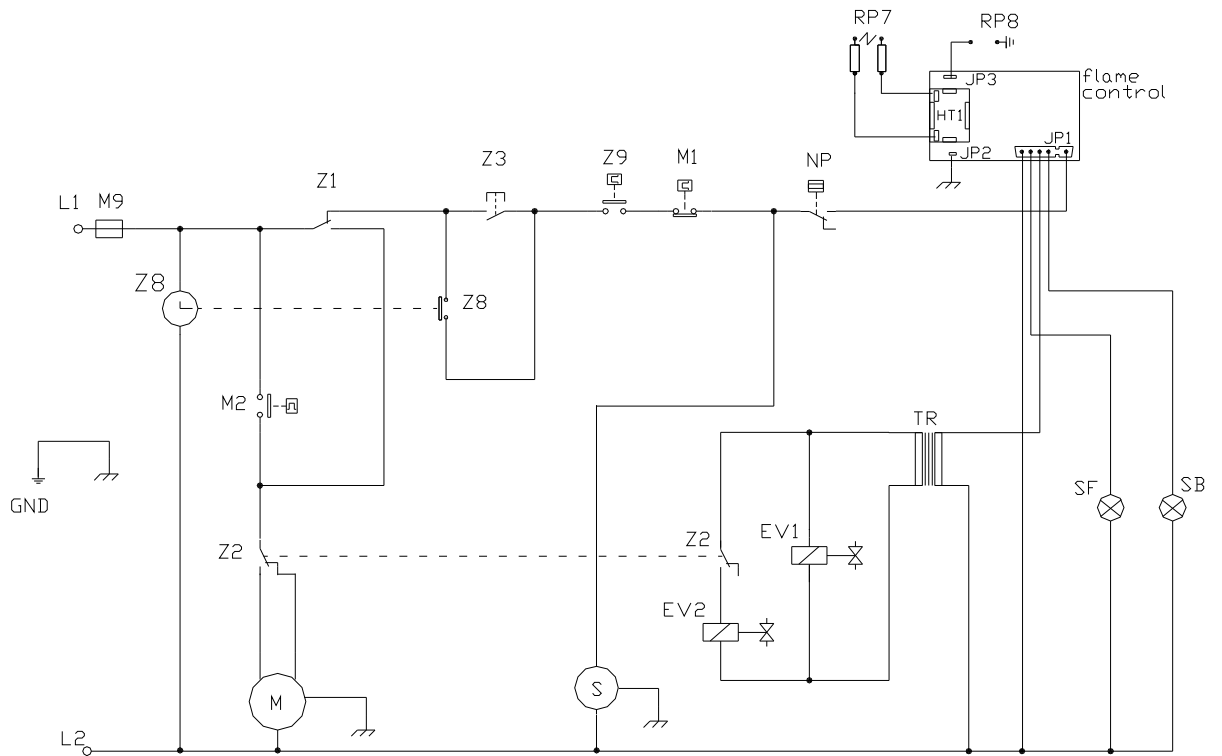 RP7
RP8
JP3
flame
control
HT1
JP1
JP2
Z1
Z3
Z9
M1
NP
L1
M9
Z8
Z8
M2
TR
GND
SF
SB
Z2
Z2
EV1
EV2
M
S
L2